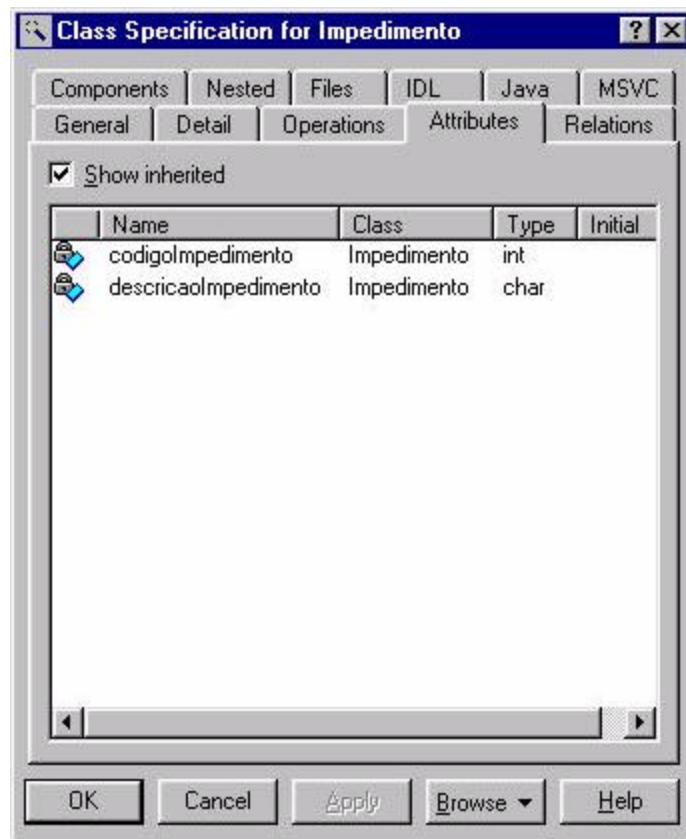 Class Specification for Impedimento
Components Nested Files IDL Java MSVC
General Detail Operations Attributes Relations
Show inherited
Name Class Type Initial
codigoImpedimento Impedimento int
descricaoImpedimento Impedimento char
OK Cancel Apply Browse Help